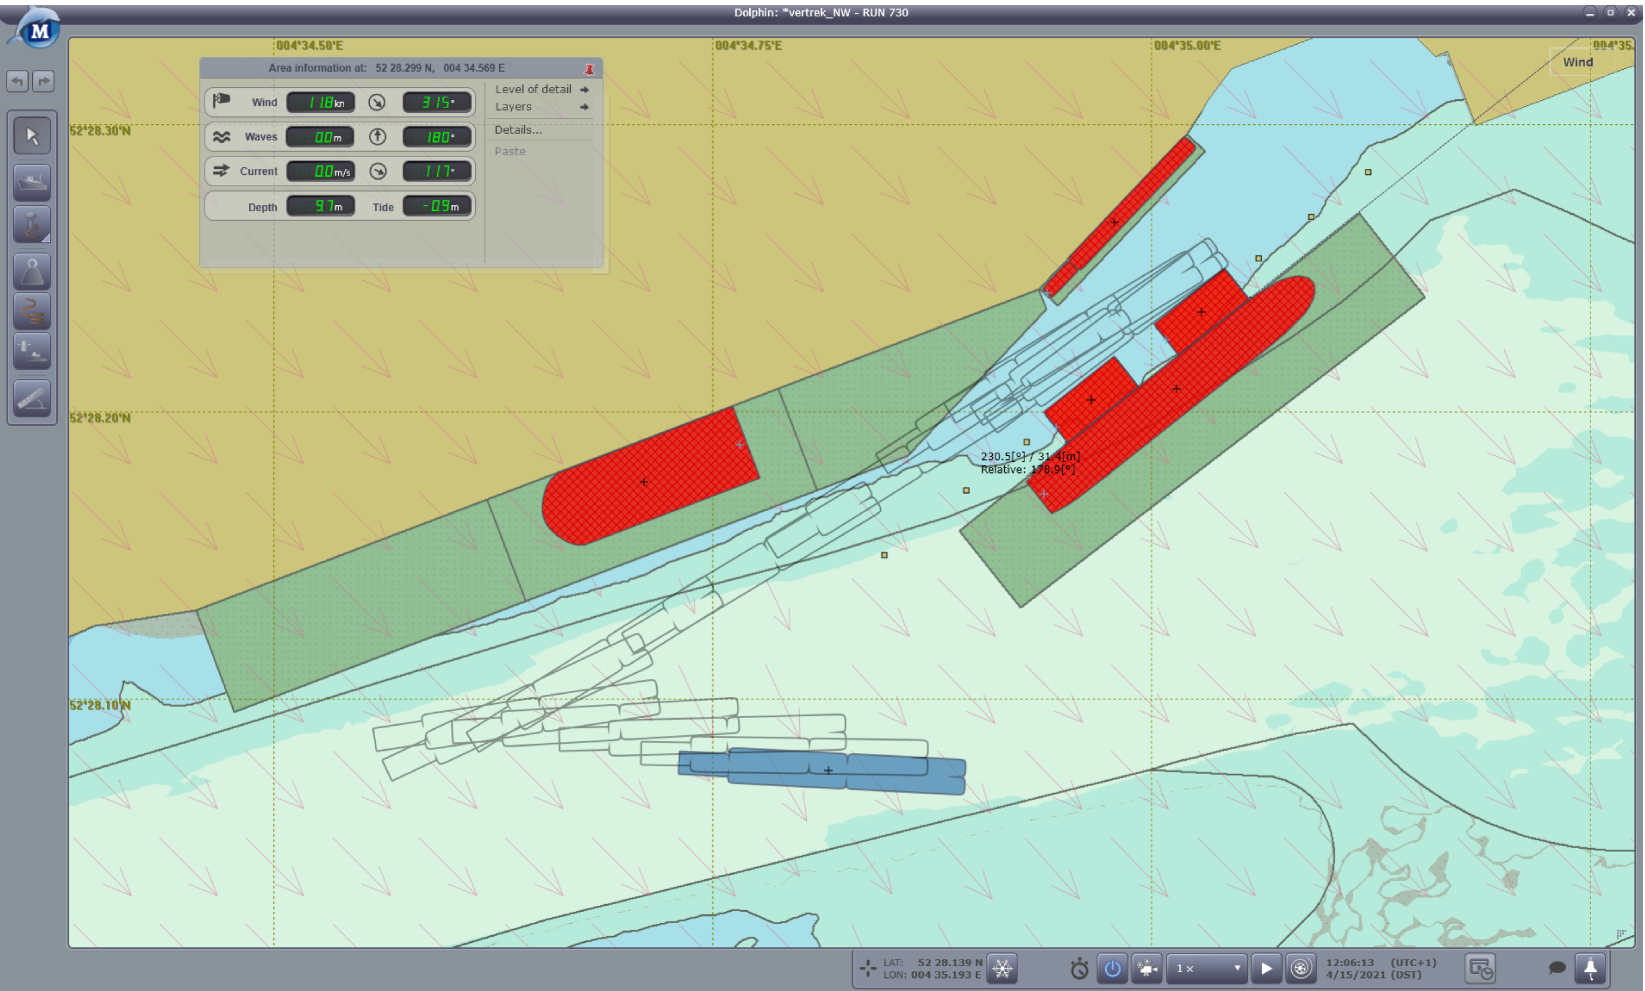 Dolphin: *vertrek_NW - RUN 730
M
004°34.50'E
004°34.75'E
004°35.00'E
004°35.
Wind
Area information at: 52 28.299 N, 004 34.569 E
Wind 11.8kn 315°
Waves 0.0m 180°
Current 0.0m/s 117°
Depth 9.7m Tide -0.9m
Level of detail
Layers
Details...
Paste
52°28.30'N
52°28.20'N
230.5[º] / 31.4[m]
Relative: 178.9[°]
52°28.10'N
LAT: 52 28.139 N
LON: 004 35.193 E
1 x
12:06:13 (UTC+1)
4/15/2021 (DST)